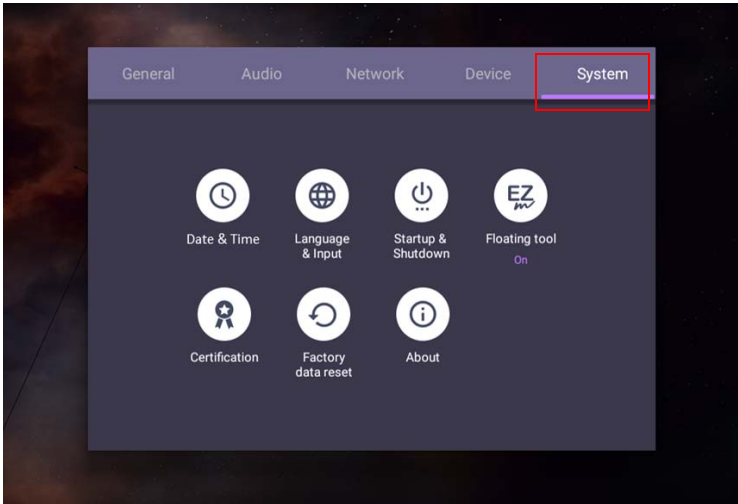 General Audio Network Device System
EZ
Date & Time
Language
& Input
Startup &
Shutdown
Floating tool
On
Certification
Factory
data reset
About